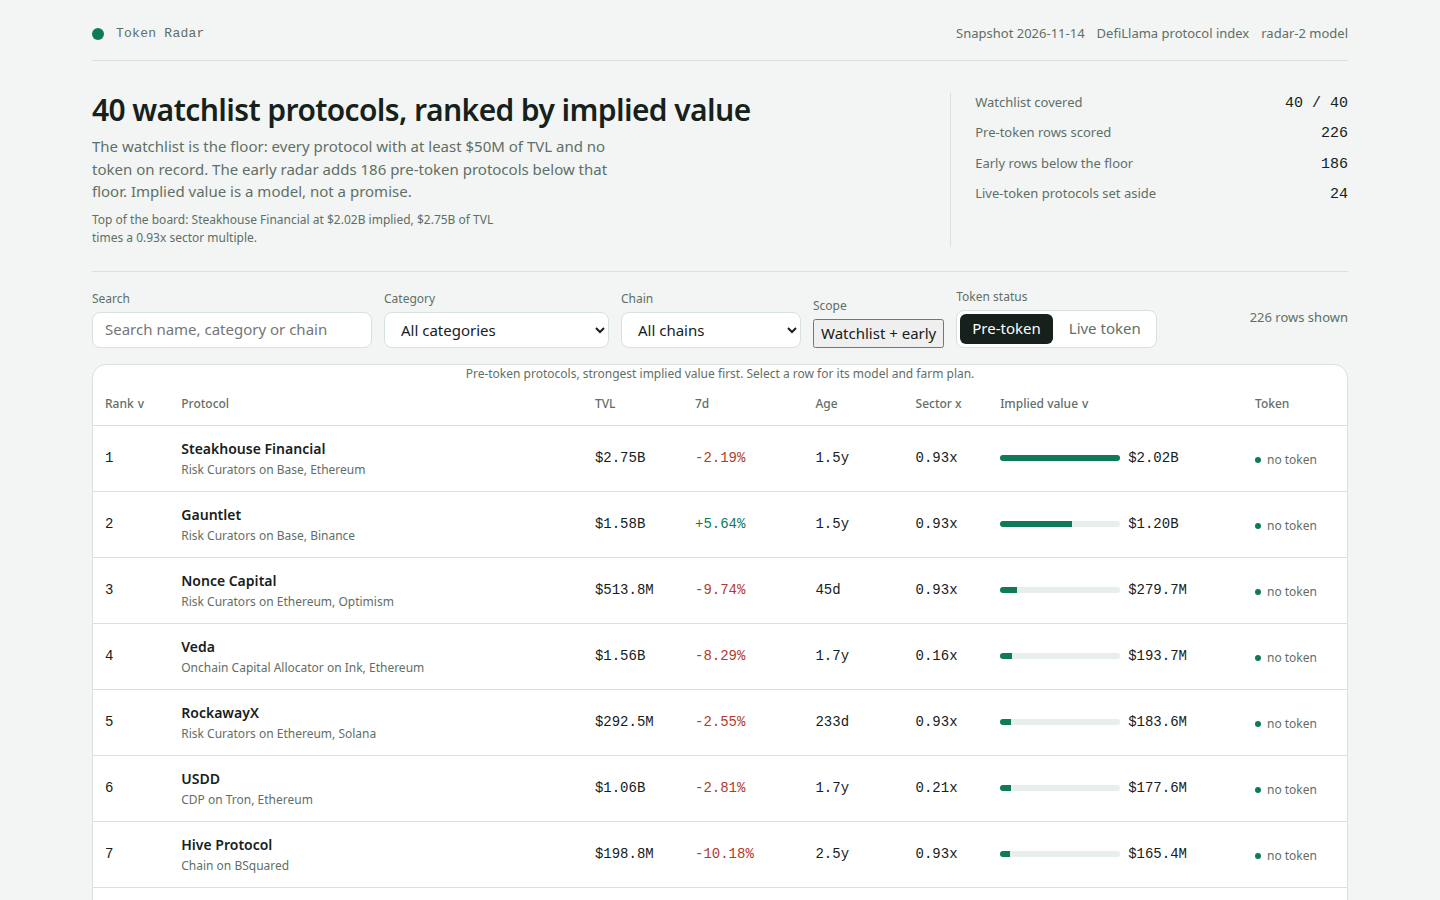 Token Radar
Snapshot 2026-11-14 DefiLlama protocol index radar-2 model
40 watchlist protocols, ranked by implied value
The watchlist is the floor: every protocol with at least $50M of TVL and no
token on record. The early radar adds 186 pre-token protocols below that
floor. Implied value is a model, not a promise.
Top of the board: Steakhouse Financial at $2.02B implied, $2.75B of TVL
times a 0.93x sector multiple.
Watchlist covered 40 / 40
Pre-token rows scored 226
Early rows below the floor 186
Live-token protocols set aside 24
Search Category Chain Scope Token status
Search name, category or chain All categories All chains Watchlist + early Pre-token Live token 226 rows shown
Pre-token protocols, strongest implied value first. Select a row for its model and farm plan.
Rank v Protocol TVL 7d Age Sector x Implied value v Token
1 Steakhouse Financial $2.75B -2.19% 1.5y 0.93x $2.02B no token
Risk Curators on Base, Ethereum
2 Gauntlet $1.58B +5.64% 1.5y 0.93x $1.20B no token
Risk Curators on Base, Binance
3 Nonce Capital $513.8M -9.74% 45d 0.93x $279.7M no token
Risk Curators on Ethereum, Optimism
4 Veda $1.56B -8.29% 1.7y 0.16x $193.7M no token
Onchain Capital Allocator on Ink, Ethereum
5 RockawayX $292.5M -2.55% 233d 0.93x $183.6M no token
Risk Curators on Ethereum, Solana
6 USDD $1.06B -2.81% 1.7y 0.21x $177.6M no token
CDP on Tron, Ethereum
7 Hive Protocol $198.8M -10.18% 2.5y 0.93x $165.4M no token
Chain on BSquared